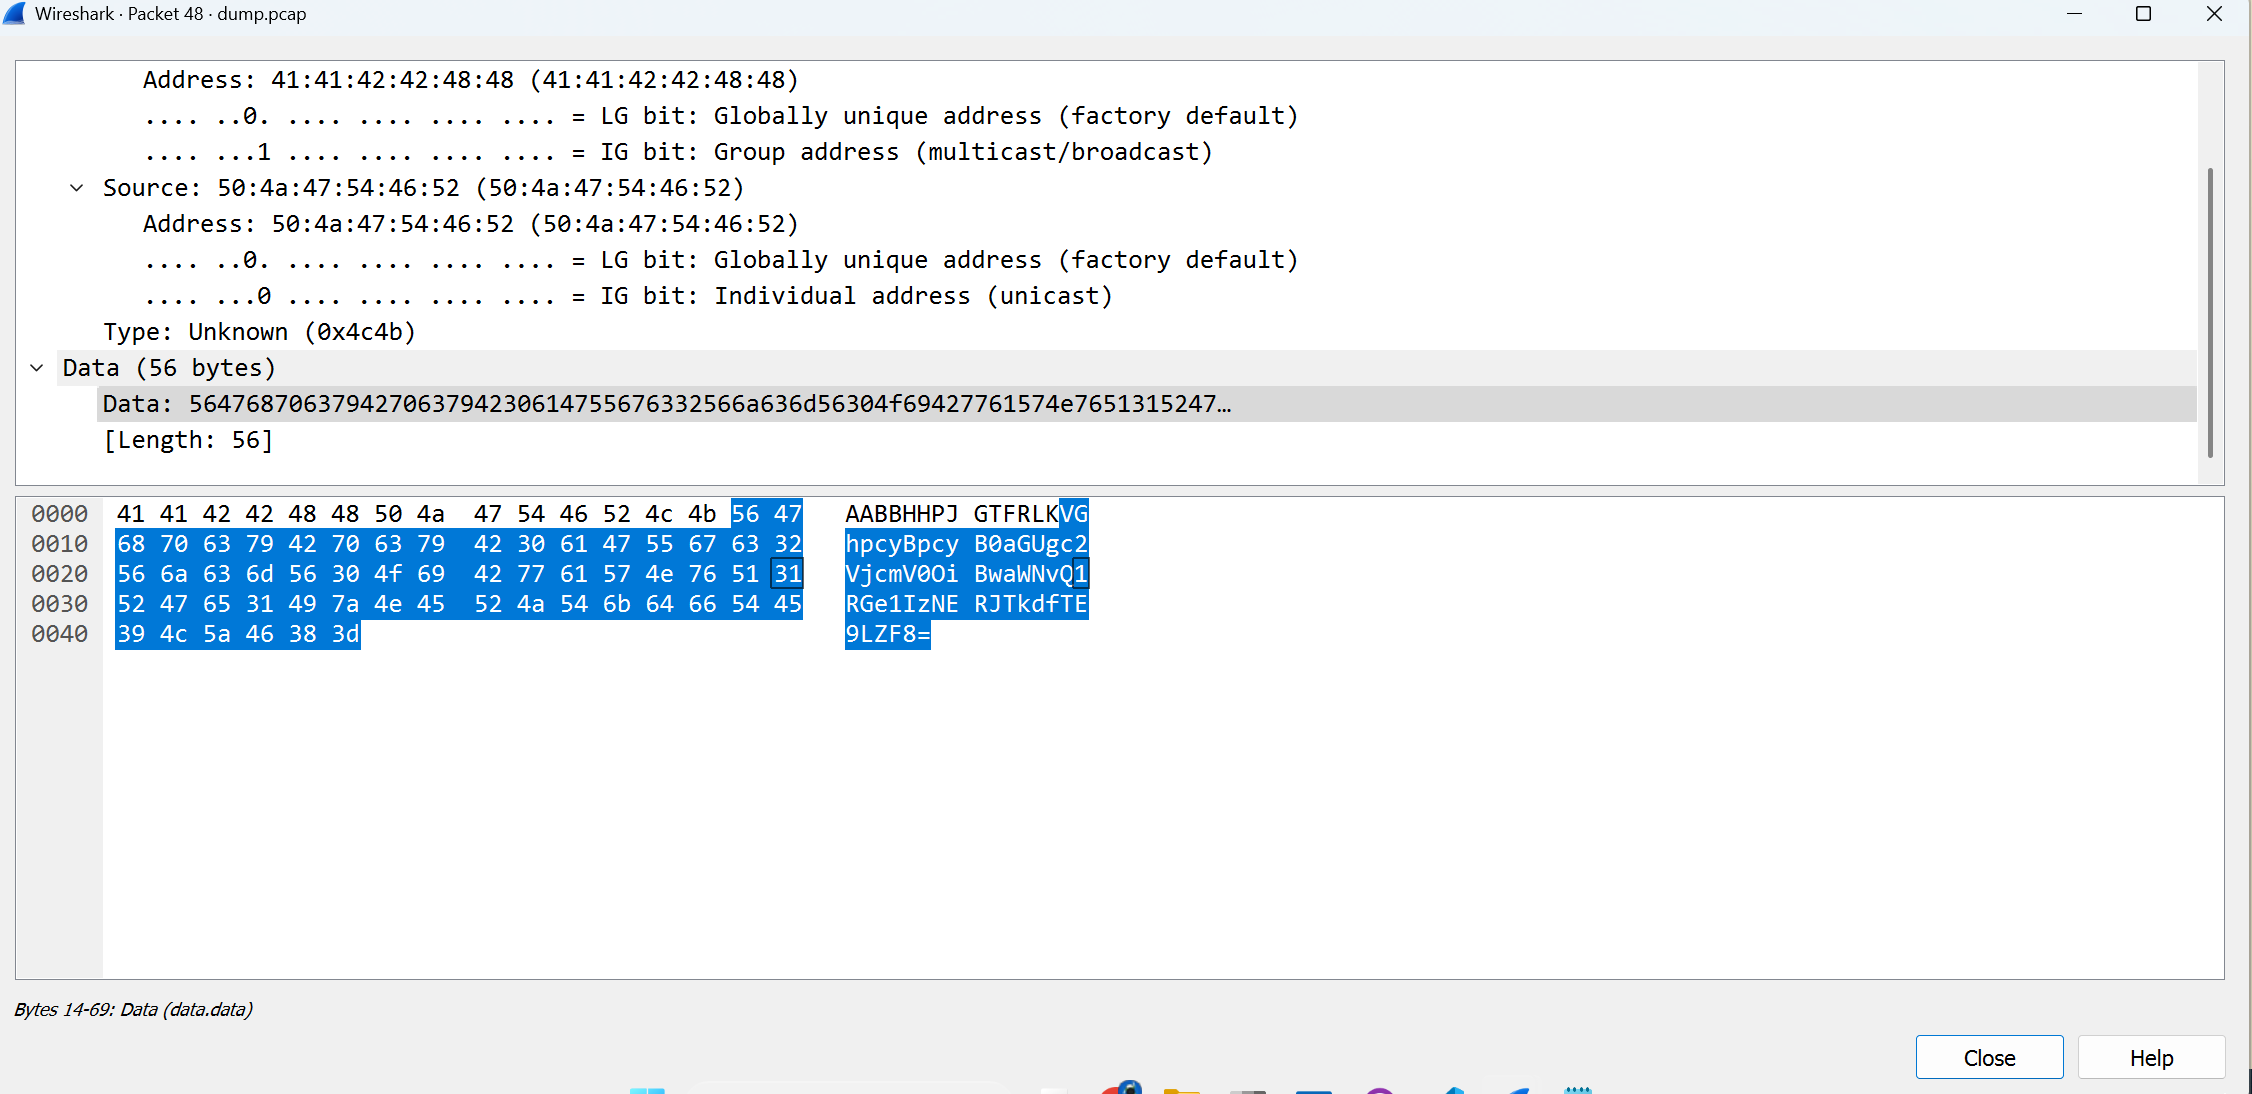 Wireshark · Packet 48 · dump.pcap
Address: 41:41:42:42:48:48 (41:41:42:42:48:48)
.... ..0. .... .... .... .... = LG bit: Globally unique address (factory default)
.... ...1 .... .... .... .... = IG bit: Group address (multicast/broadcast)
Source: 50:4a:47:54:46:52 (50:4a:47:54:46:52)
Address: 50:4a:47:54:46:52 (50:4a:47:54:46:52)
.... ..0. .... .... .... .... = LG bit: Globally unique address (factory default)
.... ...0 .... .... .... .... = IG bit: Individual address (unicast)
Type: Unknown (0x4c4b)
Data (56 bytes)
Data: 564768706379427063794230614755676332566a636d56304f69427761574e7651315247…
[Length: 56]
0000 41 41 42 42 48 48 50 4a 47 54 46 52 4c 4b 56 47 AABBHHPJ GTFRLKVG
0010 68 70 63 79 42 70 63 79 42 30 61 47 55 67 63 32 hpcyBpcy B0aGUgc2
0020 56 6a 63 6d 56 30 4f 69 42 77 61 57 4e 76 51 31 VjcmV0Oi BwaWNvQ1
0030 52 47 65 31 49 7a 4e 45 52 4a 54 6b 64 66 54 45 RGe1IzNE RJTkdfTE
0040 39 4c 5a 46 38 3d 9LZF8=
Bytes 14-69: Data (data.data)
Close Help